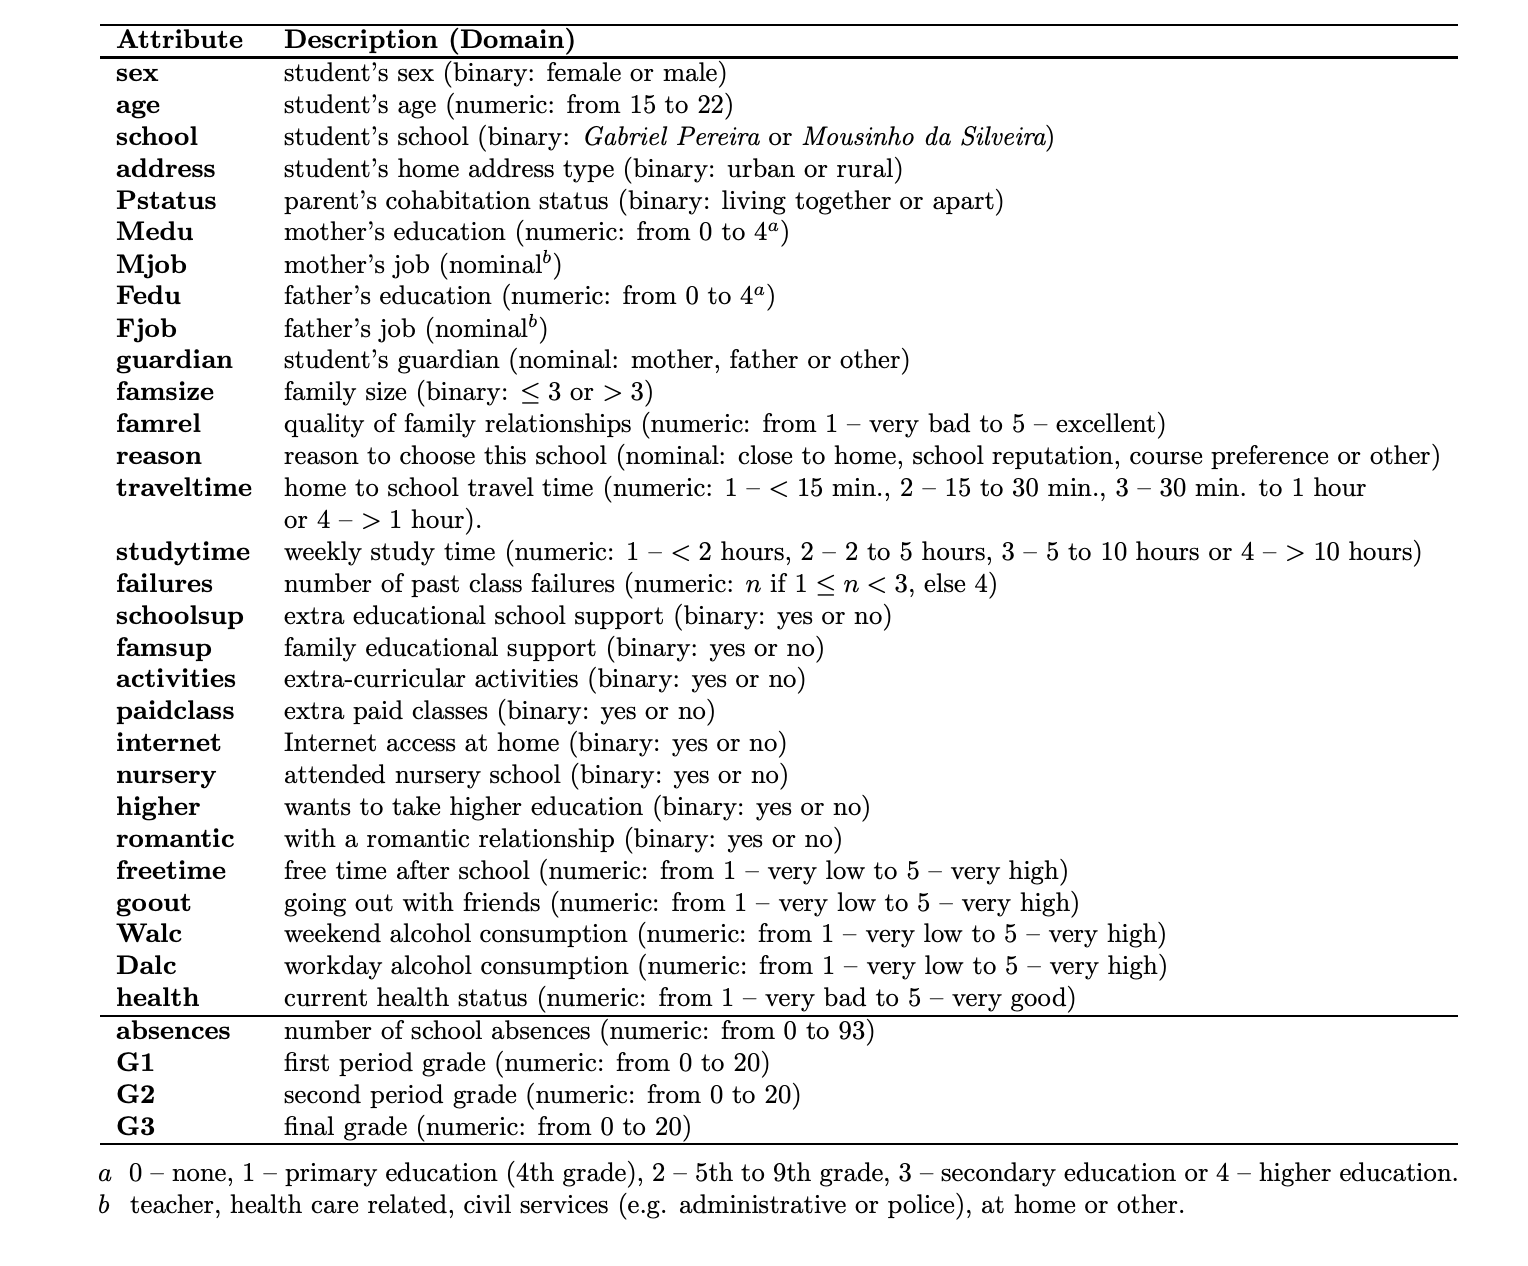 Attribute Description (Domain)
sex student's sex (binary: female or male)
age student's age (numeric: from 15 to 22)
school student's school (binary: Gabriel Pereira or Mousinho da Silveira)
address student's home address type (binary: urban or rural)
Pstatus parent's cohabitation status (binary: living together or apart)
Medu mother's education (numeric: from 0 to 4ᵃ)
Mjob mother's job (nominalᵇ)
Fedu father's education (numeric: from 0 to 4ᵃ)
Fjob father's job (nominalᵇ)
guardian student's guardian (nominal: mother, father or other)
famsize family size (binary: ≤ 3 or > 3)
famrel quality of family relationships (numeric: from 1 – very bad to 5 – excellent)
reason reason to choose this school (nominal: close to home, school reputation, course preference or other)
traveltime home to school travel time (numeric: 1 – < 15 min., 2 – 15 to 30 min., 3 – 30 min. to 1 hour
or 4 – > 1 hour).
studytime weekly study time (numeric: 1 – < 2 hours, 2 – 2 to 5 hours, 3 – 5 to 10 hours or 4 – > 10 hours)
failures number of past class failures (numeric: n if 1 ≤ n < 3, else 4)
schoolsup extra educational school support (binary: yes or no)
famsup family educational support (binary: yes or no)
activities extra-curricular activities (binary: yes or no)
paidclass extra paid classes (binary: yes or no)
internet Internet access at home (binary: yes or no)
nursery attended nursery school (binary: yes or no)
higher wants to take higher education (binary: yes or no)
romantic with a romantic relationship (binary: yes or no)
freetime free time after school (numeric: from 1 – very low to 5 – very high)
goout going out with friends (numeric: from 1 – very low to 5 – very high)
Walc weekend alcohol consumption (numeric: from 1 – very low to 5 – very high)
Dalc workday alcohol consumption (numeric: from 1 – very low to 5 – very high)
health current health status (numeric: from 1 – very bad to 5 – very good)
absences number of school absences (numeric: from 0 to 93)
G1 first period grade (numeric: from 0 to 20)
G2 second period grade (numeric: from 0 to 20)
G3 final grade (numeric: from 0 to 20)
a 0 – none, 1 – primary education (4th grade), 2 – 5th to 9th grade, 3 – secondary education or 4 – higher education.
b teacher, health care related, civil services (e.g. administrative or police), at home or other.